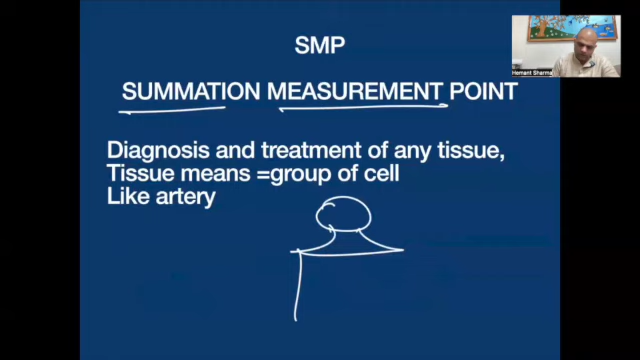 SMP
SUMMATION MEASUREMENT POINT
Diagnosis and treatment of any tissue,
Tissue means =group of cell
Like artery
Hemant Sharma